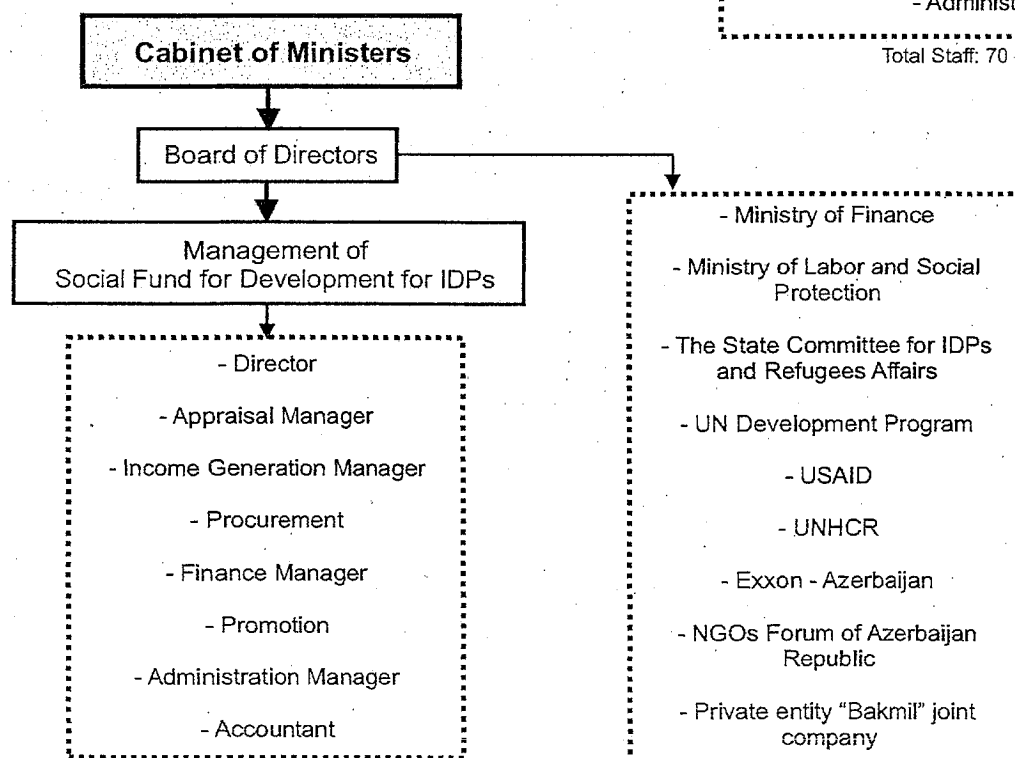 - Administ
Total Staff: 70
Cabinet of Ministers
Board of Directors
Management of
Social Fund for Development for IDPs
- Director
- Appraisal Manager
- Income Generation Manager
- Procurement
- Finance Manager
- Promotion
- Administration Manager
- Accountant
- Ministry of Finance
- Ministry of Labor and Social
Protection
- The State Committee for IDPs
and Refugees Affairs
- UN Development Program
- USAID
- UNHCR
- Exxon - Azerbaijan
- NGOs Forum of Azerbaijan
Republic
- Private entity “Bakmil” joint
company